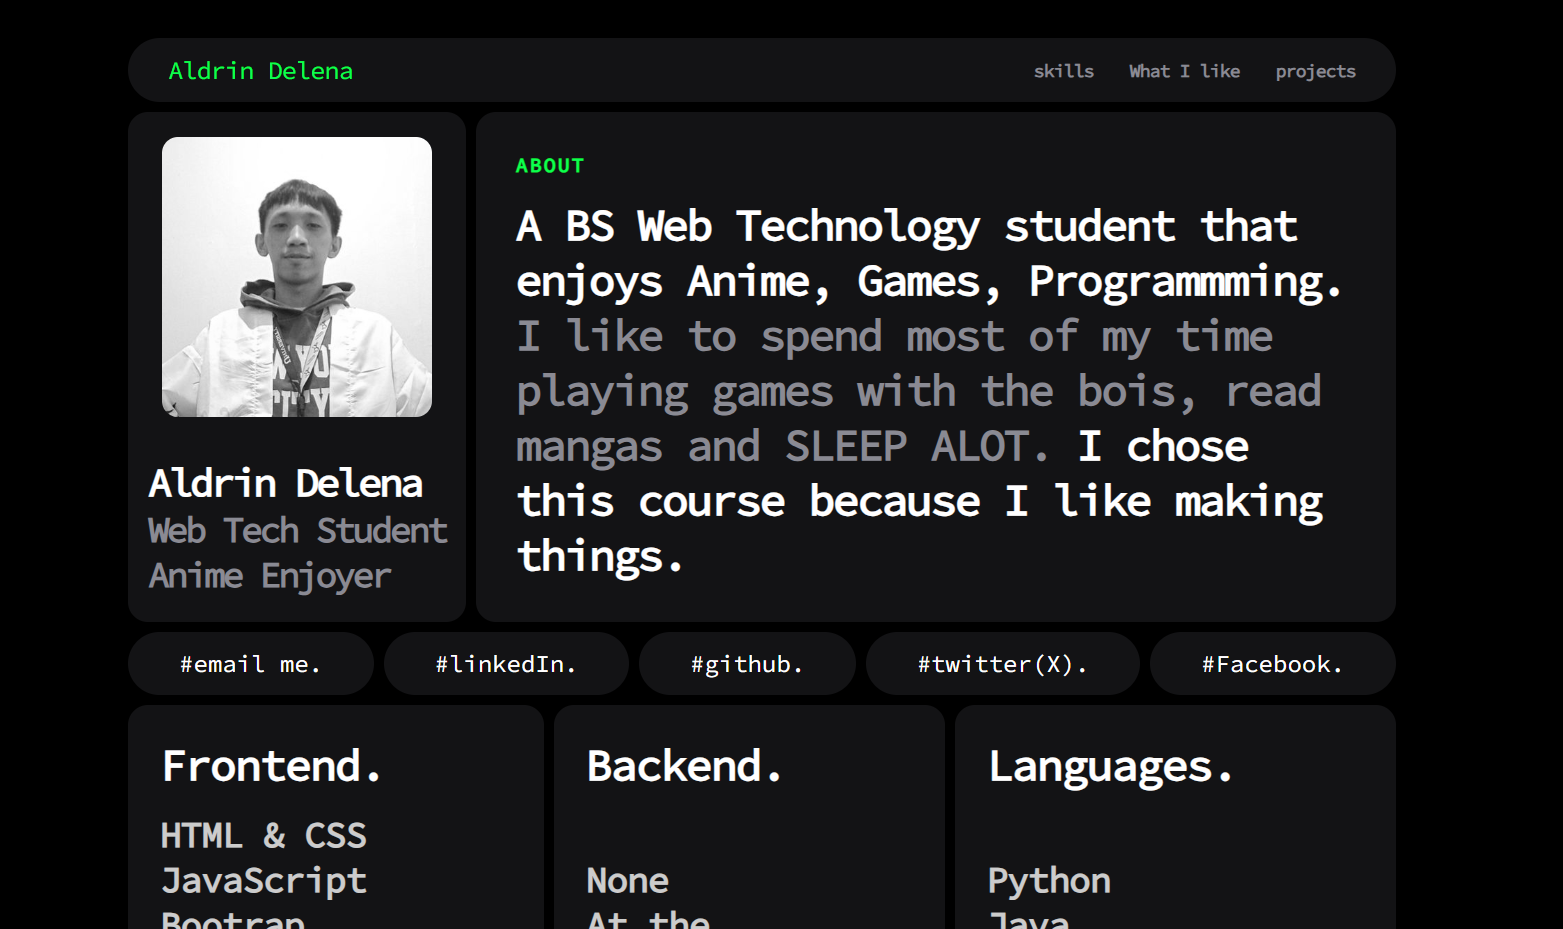 Aldrin Delena
skills What I like projects
ABOUT
A BS Web Technology student that
enjoys Anime, Games, Programmming.
I like to spend most of my time
playing games with the bois, read
mangas and SLEEP ALOT. I chose
this course because I like making
things.
Aldrin Delena
Web Tech Student
Anime Enjoyer
#email me.
#linkedIn.
#github.
#twitter(X).
#Facebook.
Frontend.
HTML & CSS
JavaScript
Bootrap
Backend.
None
At the
Languages.
Python
Java